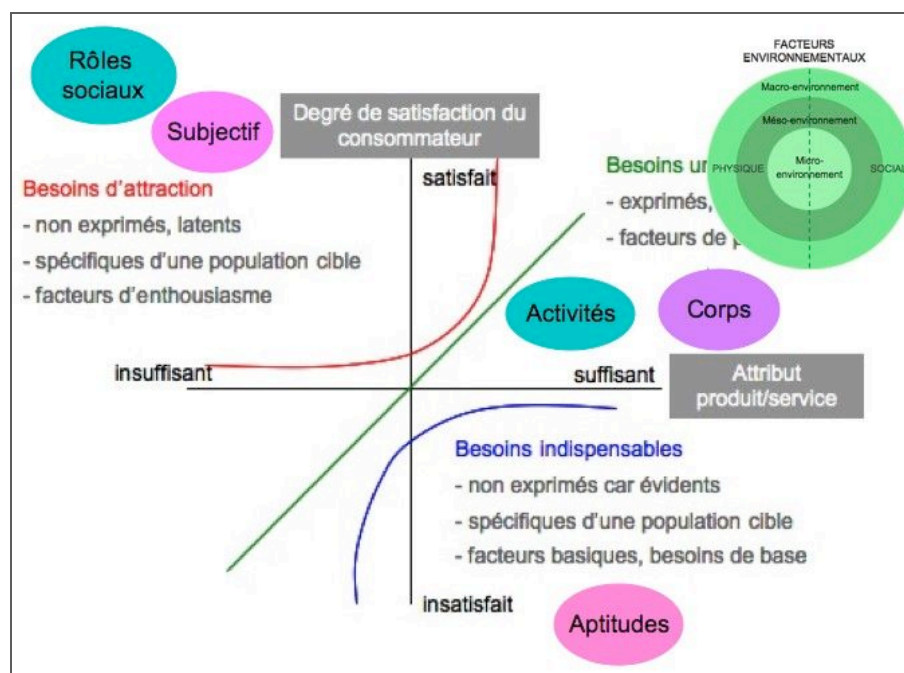 Rôles
sociaux
Subjectif
Degré de satisfaction du
consommateur
FACTEURS
ENVIRONNEMENTAUX
Macro-environnement
Méso-environnement
Micro-
environnement
PHYSIQUE
SOCIAL
Besoins d'attraction
- non exprimés, latents
- spécifiques d'une population cible
- facteurs d'enthousiasme
satisfait
Besoins
- exprimés,
- facteurs de
Activités
Corps
insuffisant
suffisant
Attribut
produit/service
Besoins indispensables
- non exprimés car évidents
- spécifiques d'une population cible
- facteurs basiques, besoins de base
insatisfait
Aptitudes